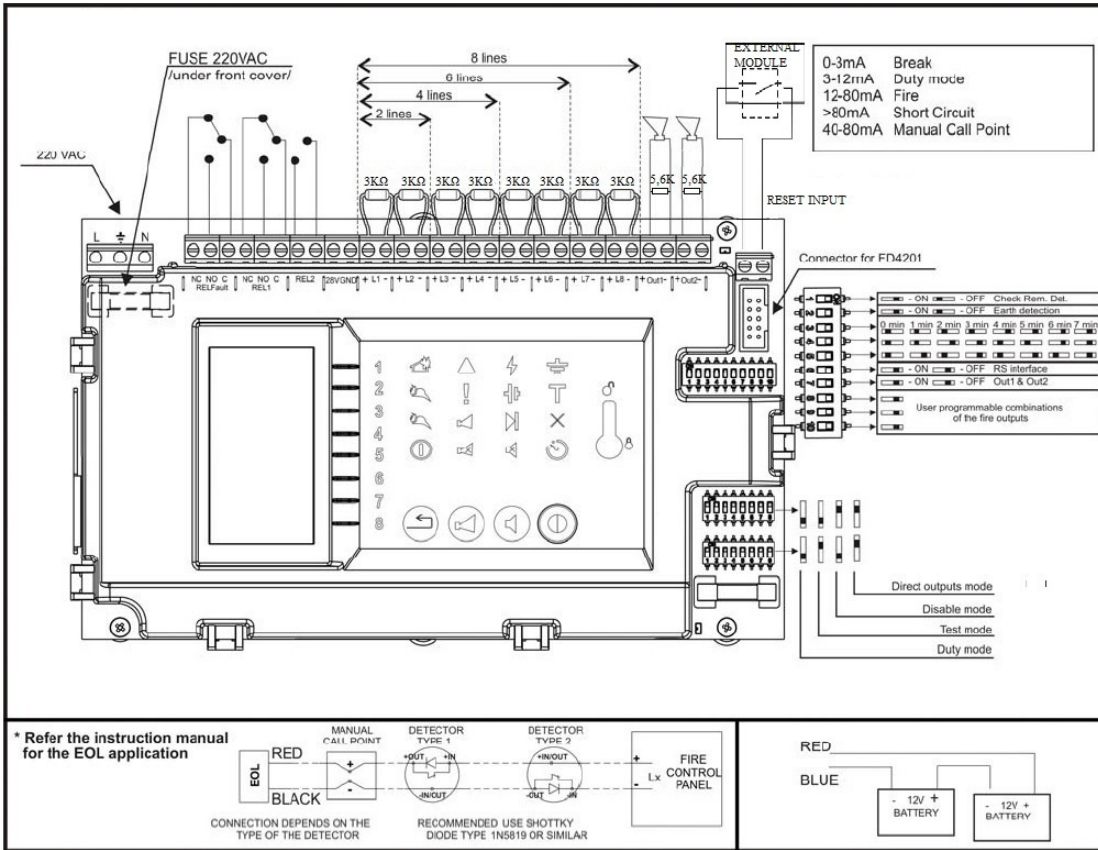 FUSE 220VAC
/under front cover/
220 VAC
8 lines
6 lines
4 lines
2 lines
EXTERNAL
MODULE
0-3mA Break
3-12mA Duty mode
12-80mA Fire
>80mA Short Circuit
40-80mA Manual Call Point
3KΩ 3KΩ 3KΩ 3KΩ 3KΩ 3KΩ 3KΩ 3KΩ 5,6K 5,6K
RESET INPUT
L N
NC NO C NC NO C REL2 28VGND + L1 - + L2 - + L3 - + L4 - + L5 - + L6 - + L7 - + L8 - +Out1- +Out2-
RELFault REL1
Connector for FD4201
- ON - OFF Check Rem. Det.
- ON - OFF Earth detection
0 min 1 min 2 min 3 min 4 min 5 min 6 min 7 min
- ON - OFF RS interface
- ON - OFF Out1 & Out2
User programmable combinations
of the fire outputs
1
2
3
4
5
6
7
8
Direct outputs mode
Disable mode
Test mode
Duty mode
* Refer the instruction manual
for the EOL application
EOL
RED
BLACK
MANUAL
CALL POINT
+
-
DETECTOR
TYPE 1
+OUT +IN
-IN/OUT
DETECTOR
TYPE 2
+IN/OUT
-OUT -IN
+
Lx
-
FIRE
CONTROL
PANEL
CONNECTION DEPENDS ON THE
TYPE OF THE DETECTOR
RECOMMENDED USE SHOTTKY
DIODE TYPE 1N5819 OR SIMILAR
RED
BLUE
- 12V +
BATTERY
- 12V +
BATTERY